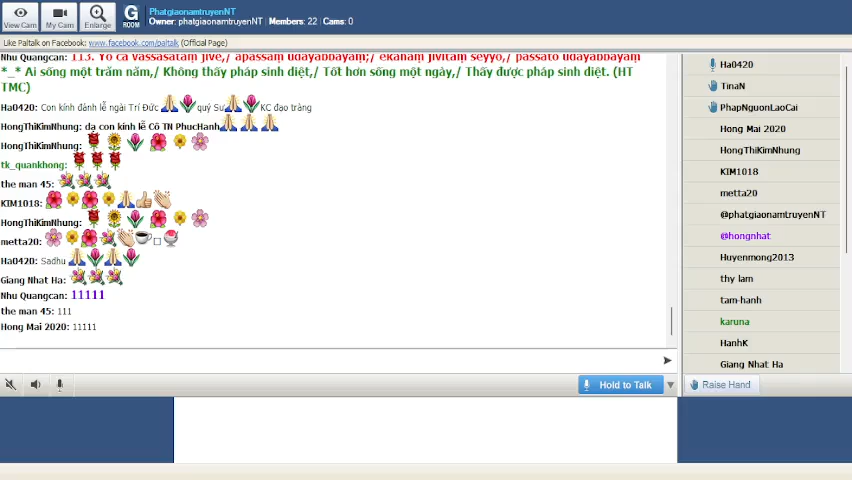 PhatgiaonamtruyenNT
Owner: phatgiaonamtruyenNT | Members: 22 | Cams: 0
View Cam
My Cam
Enlarge
G
ROOM
Like Paltalk on Facebook: www.facebook.com/paltalk (Official Page)
Nhu Quangcan: 113. Yo ca vassasataṃ jīve,/ apassaṃ udayabbayaṃ;/ ekāhaṃ jīvitaṃ seyyo,/ passato udayabbayaṃ
*_* Ai sống một trăm năm,/ Không thấy pháp sinh diệt,/ Tốt hơn sống một ngày,/ Thấy được pháp sinh diệt. (HT
TMC)
Ha0420: Con kính đảnh lễ ngài Trí Đức quý Sư KC đạo tràng
HongThiKimNhung: dạ con kính lễ Cô TN PhucHanh
HongThiKimNhung:
tk_quankhong:
the man 45:
KIM1018:
HongThiKimNhung:
metta20:
Ha0420: Sadhu
Giang Nhat Ha:
Nhu Quangcan: 11111
the man 45: 111
Hong Mai 2020: 11111
Hold to Talk
Ha0420
TinaN
PhapNguonLaoCai
Hong Mai 2020
HongThiKimNhung
KIM1018
metta20
@phatgiaonamtruyenNT
@hongnhat
Huyenmong2013
thy lam
tam-hanh
karuna
HanhK
Giang Nhat Ha
Raise Hand